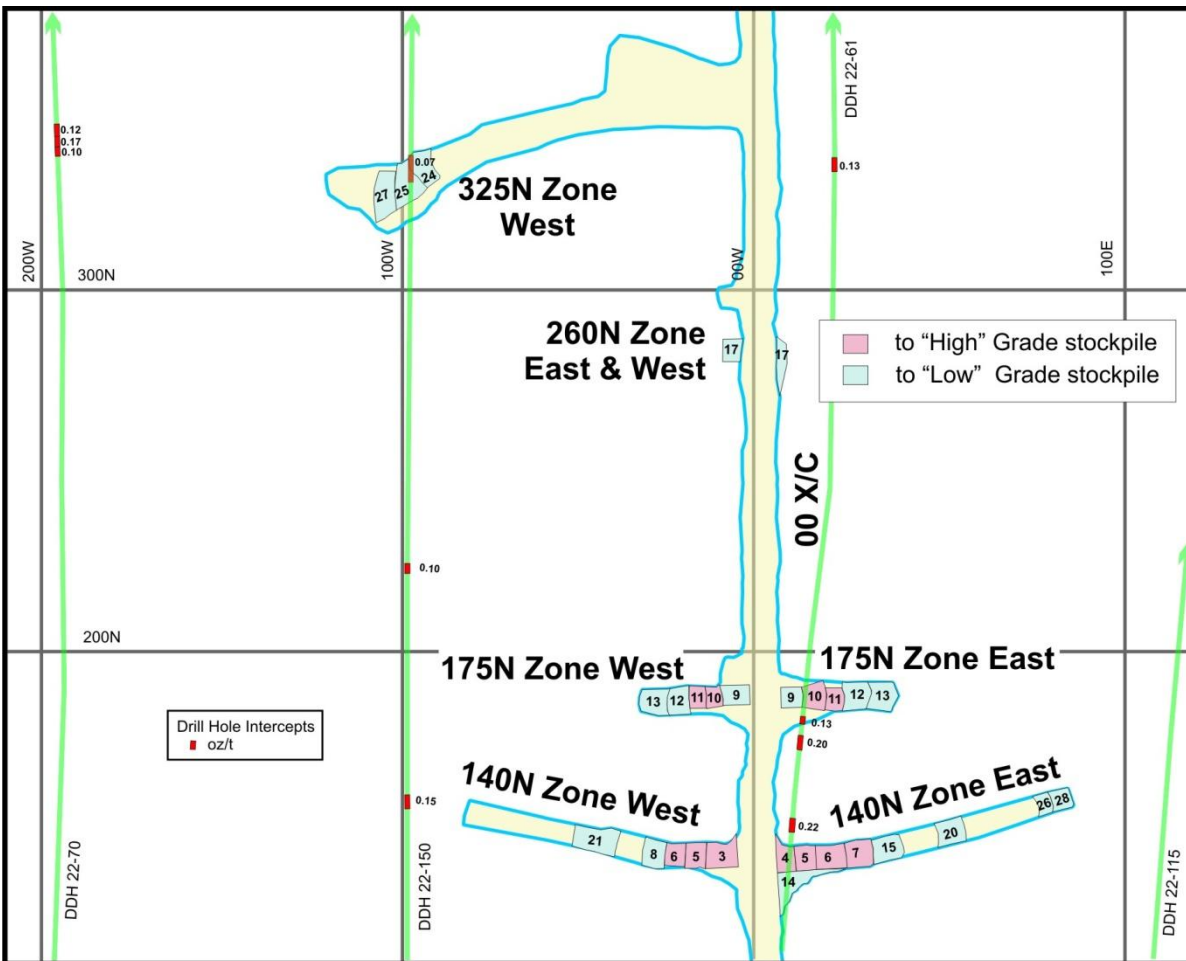 DDH 22-61
0.12
0.17
0.10
0.07
0.13
24
27
25
325N Zone
West
200W
100W
00W
100E
300N
260N Zone
East & West
17
17
to “High” Grade stockpile
to “Low” Grade stockpile
00 X/C
0.10
200N
175N Zone West
175N Zone East
13
12
11
10
9
9
10
11
12
13
0.13
Drill Hole Intercepts
oz/t
0.20
140N Zone West
140N Zone East
0.15
0.22
26
28
21
8
6
5
3
4
5
6
7
15
20
14
DDH 22-70
DDH 22-150
DDH 22-115